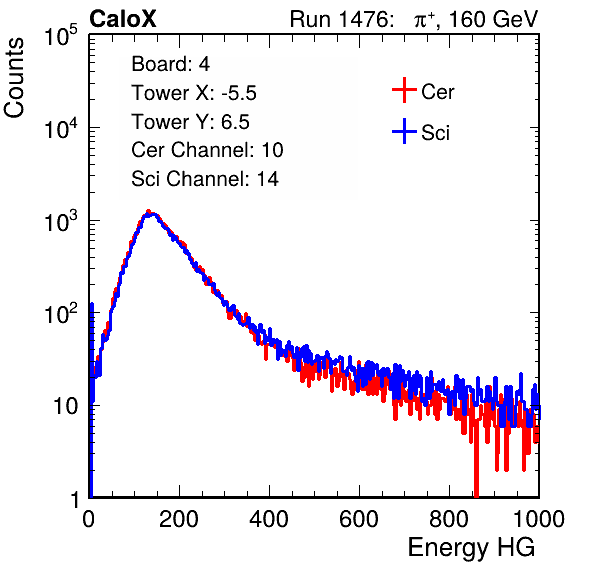 CaloX Run 1476: π⁺, 160 GeV
Counts
10⁵
10⁴
10³
10²
10
1
Board: 4
Tower X: -5.5
Tower Y: 6.5
Cer Channel: 10
Sci Channel: 14
Cer
Sci
0 200 400 600 800 1000
Energy HG